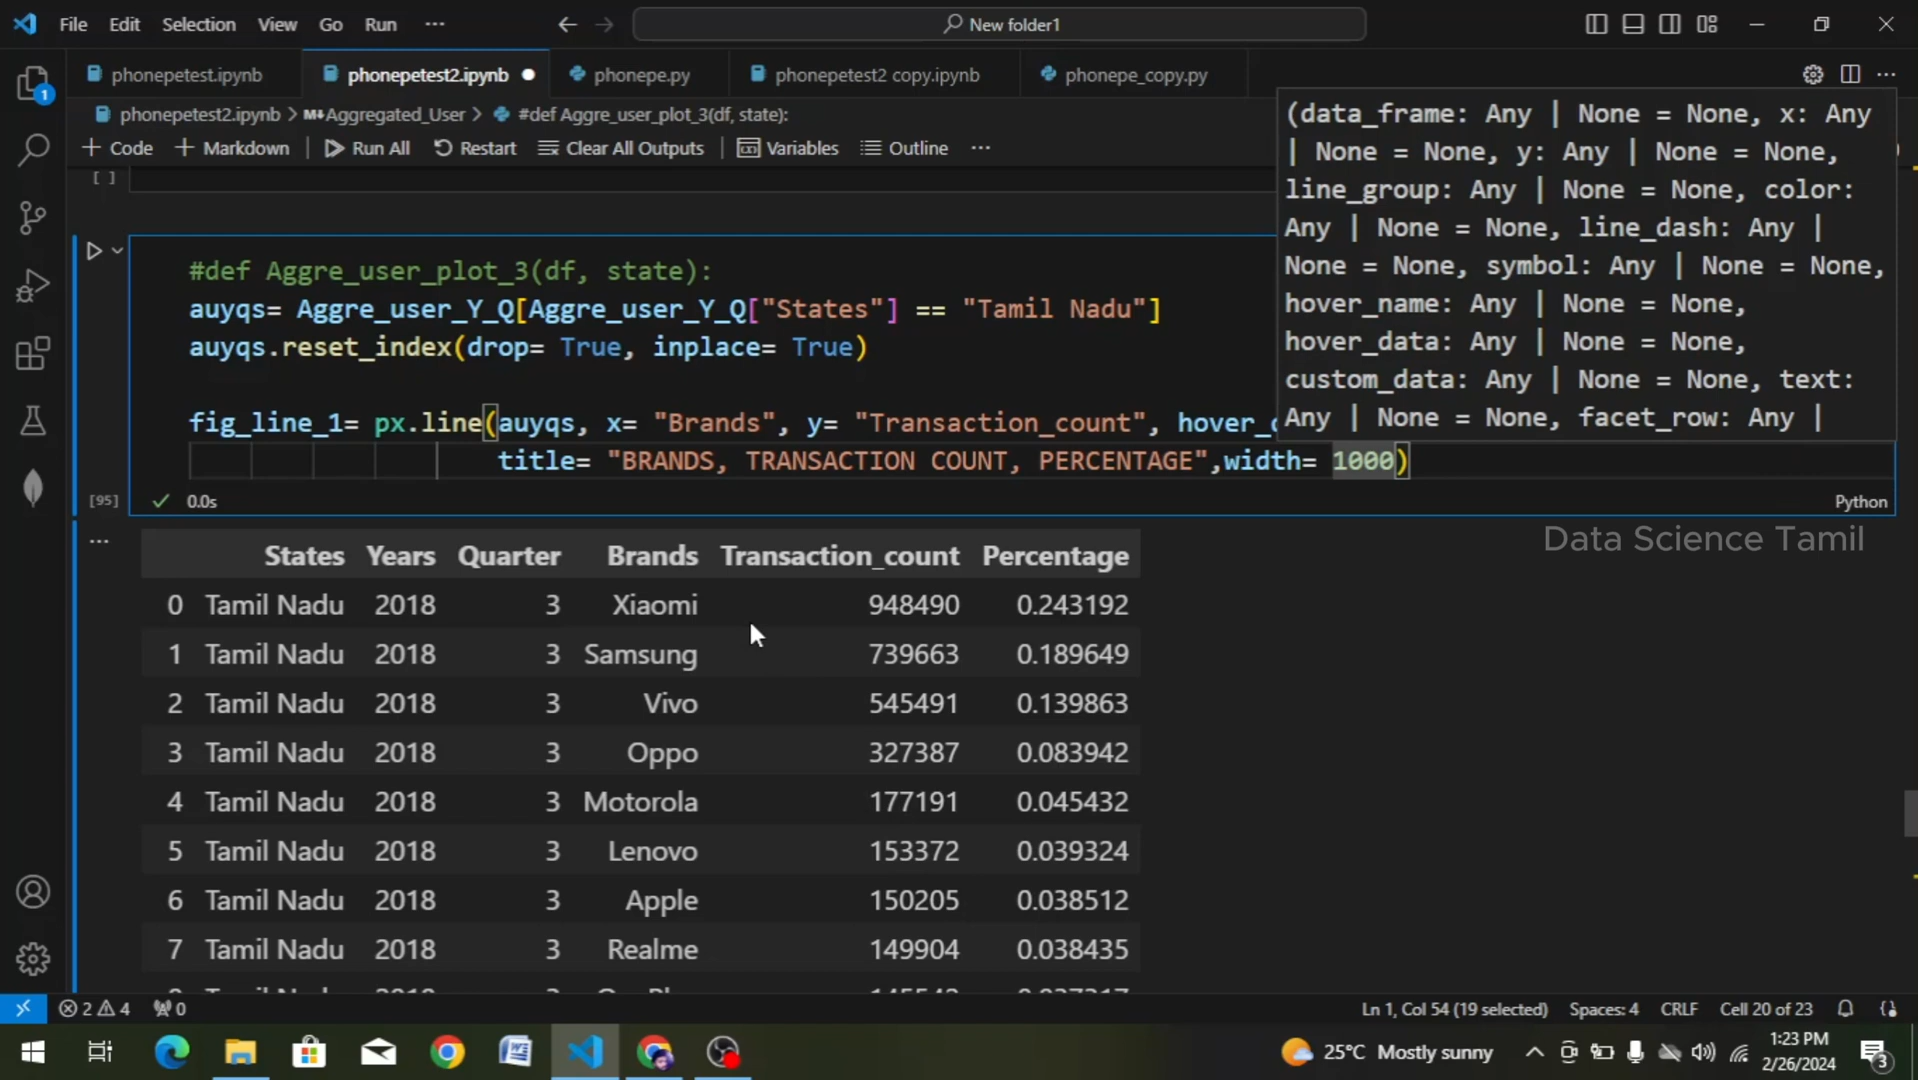 File Edit Selection View Go Run ··· New folder1
phonepetest.ipynb phonepetest2.ipynb phonepe.py phonepetest2 copy.ipynb phonepe_copy.py
phonepetest2.ipynb > M↓Aggregated_User > #def Aggre_user_plot_3(df, state):
+ Code + Markdown Run All Restart Clear All Outputs Variables Outline ···
[ ]
(data_frame: Any | None = None, x: Any
| None = None, y: Any | None = None,
line_group: Any | None = None, color:
Any | None = None, line_dash: Any |
None = None, symbol: Any | None = None,
hover_name: Any | None = None,
hover_data: Any | None = None,
custom_data: Any | None = None, text:
Any | None = None, facet_row: Any |
#def Aggre_user_plot_3(df, state):
auyqs= Aggre_user_Y_Q[Aggre_user_Y_Q["States"] == "Tamil Nadu"]
auyqs.reset_index(drop= True, inplace= True)
fig_line_1= px.line(auyqs, x= "Brands", y= "Transaction_count",
title= "BRANDS, TRANSACTION COUNT, PERCENTAGE",width= 1000)
[95] 0.0s Python
Data Science Tamil
States Years Quarter Brands Transaction_count Percentage
0 Tamil Nadu 2018 3 Xiaomi 948490 0.243192
1 Tamil Nadu 2018 3 Samsung 739663 0.189649
2 Tamil Nadu 2018 3 Vivo 545491 0.139863
3 Tamil Nadu 2018 3 Oppo 327387 0.083942
4 Tamil Nadu 2018 3 Motorola 177191 0.045432
5 Tamil Nadu 2018 3 Lenovo 153372 0.039324
6 Tamil Nadu 2018 3 Apple 150205 0.038512
7 Tamil Nadu 2018 3 Realme 149904 0.038435
2 4 0 Ln 1, Col 54 (19 selected) Spaces: 4 CRLF Cell 20 of 23
25°C Mostly sunny 1:23 PM
2/26/2024 3